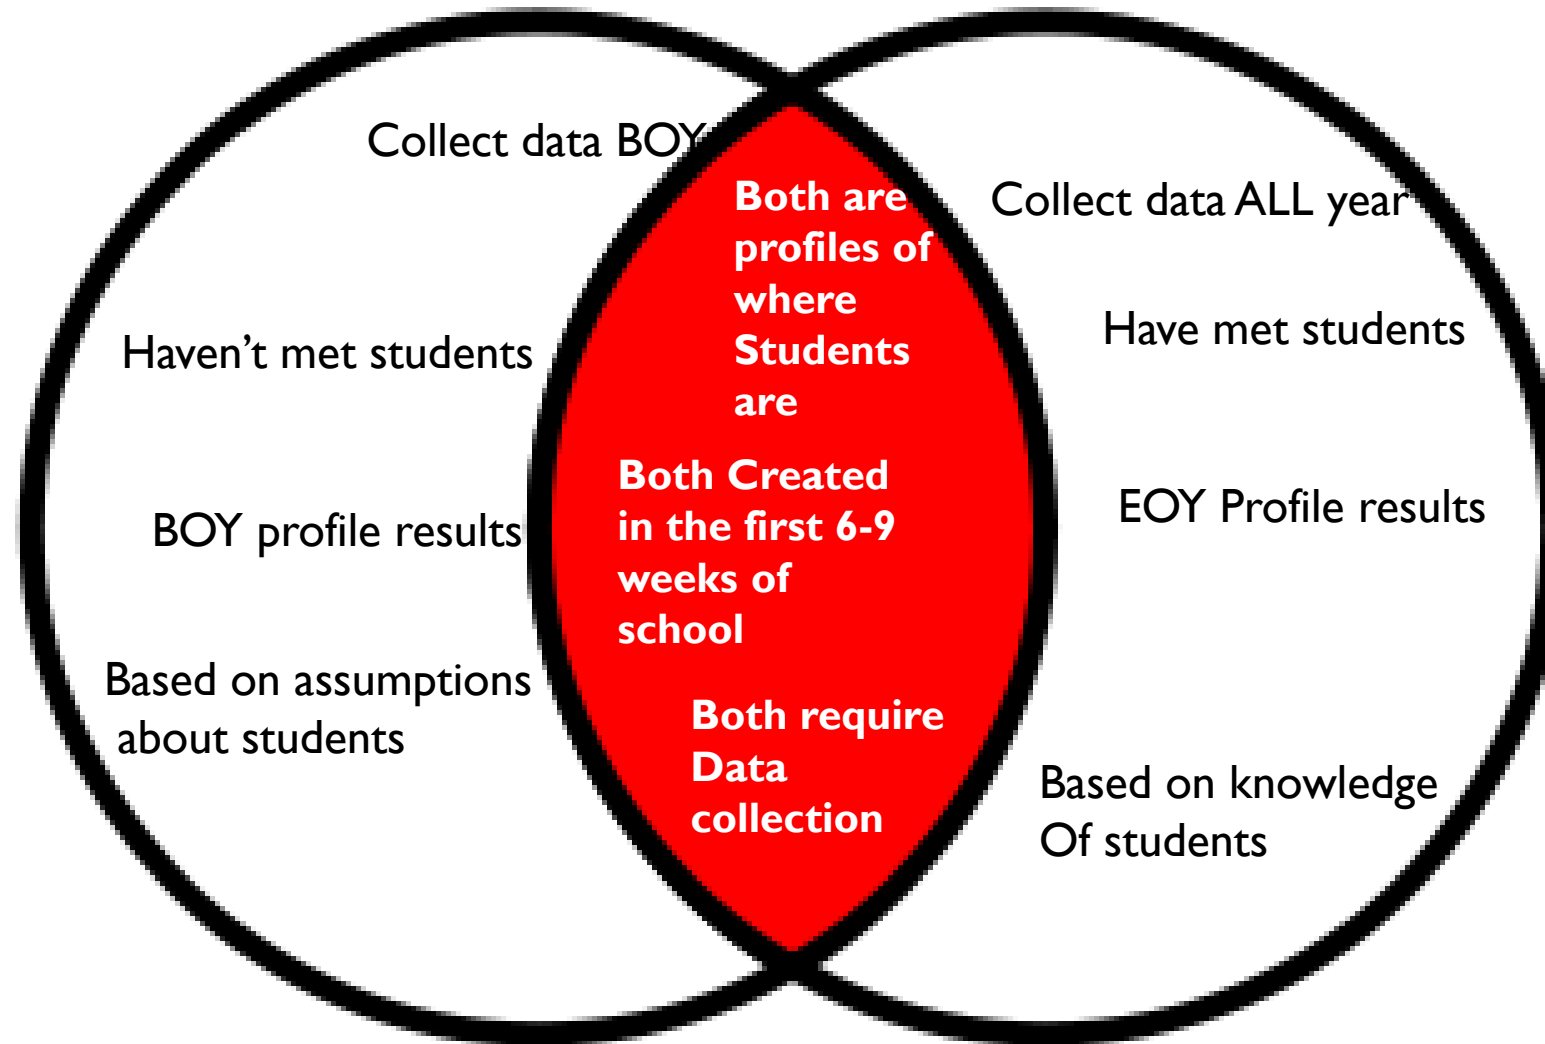 Collect data BOY
Haven’t met students
BOY profile results
Based on assumptions
about students
Both are
profiles of
where
Students
are
Both Created
in the first 6-9
weeks of
school
Both require
Data
collection
Collect data ALL year
Have met students
EOY Profile results
Based on knowledge
Of students